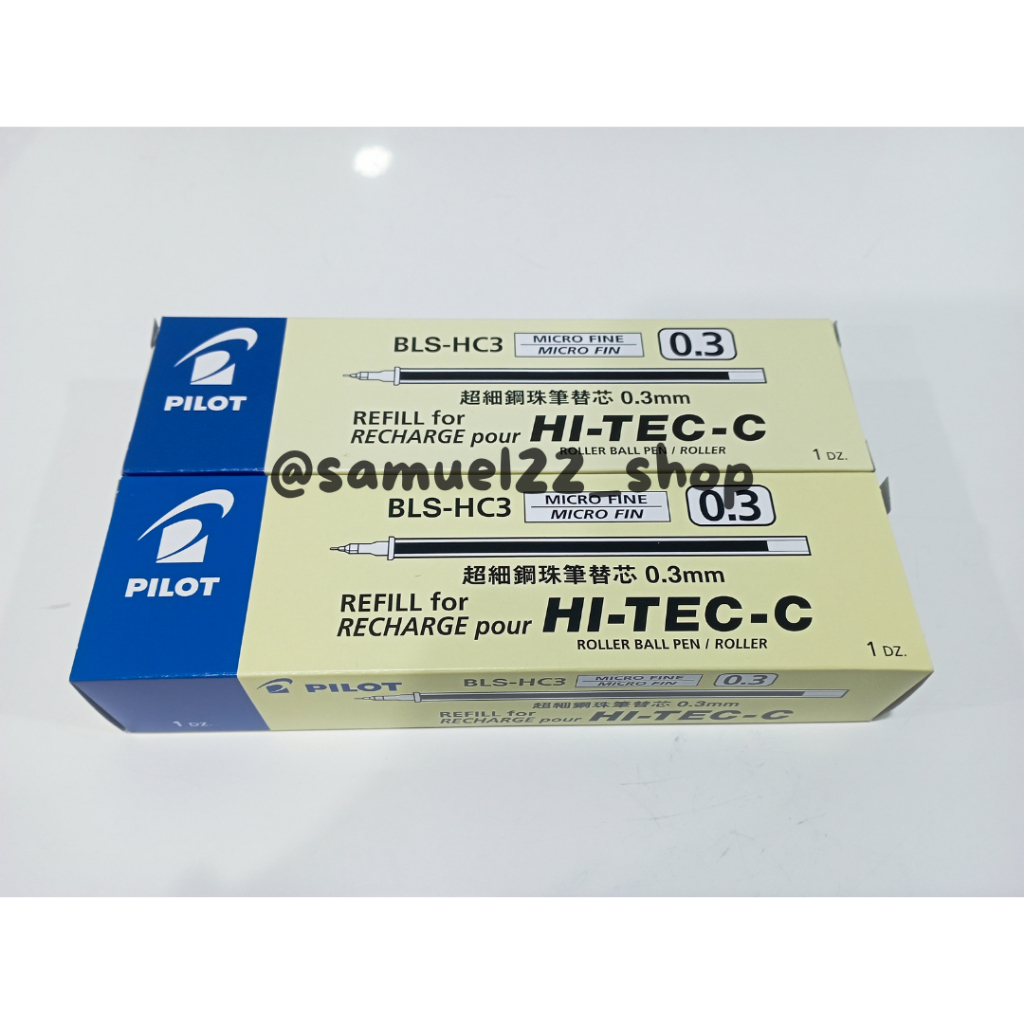 BLS-HC3 MICRO FINE 0.3
MICRO FIN
PILOT
超細鋼珠筆替芯 0.3mm
REFILL for
RECHARGE pour HI-TEC-C
ROLLER BALL PEN / ROLLER
1 DZ.
@samuel22_shop
BLS-HC3 MICRO FINE 0.3
MICRO FIN
PILOT
超細鋼珠筆替芯 0.3mm
REFILL for
RECHARGE pour HI-TEC-C
ROLLER BALL PEN / ROLLER
1 DZ.
PILOT BLS-HC3 MICRO FINE 0.3
MICRO FIN
超細鋼珠筆替芯 0.3mm
1 DZ.
REFILL for
RECHARGE pour HI-TEC-C